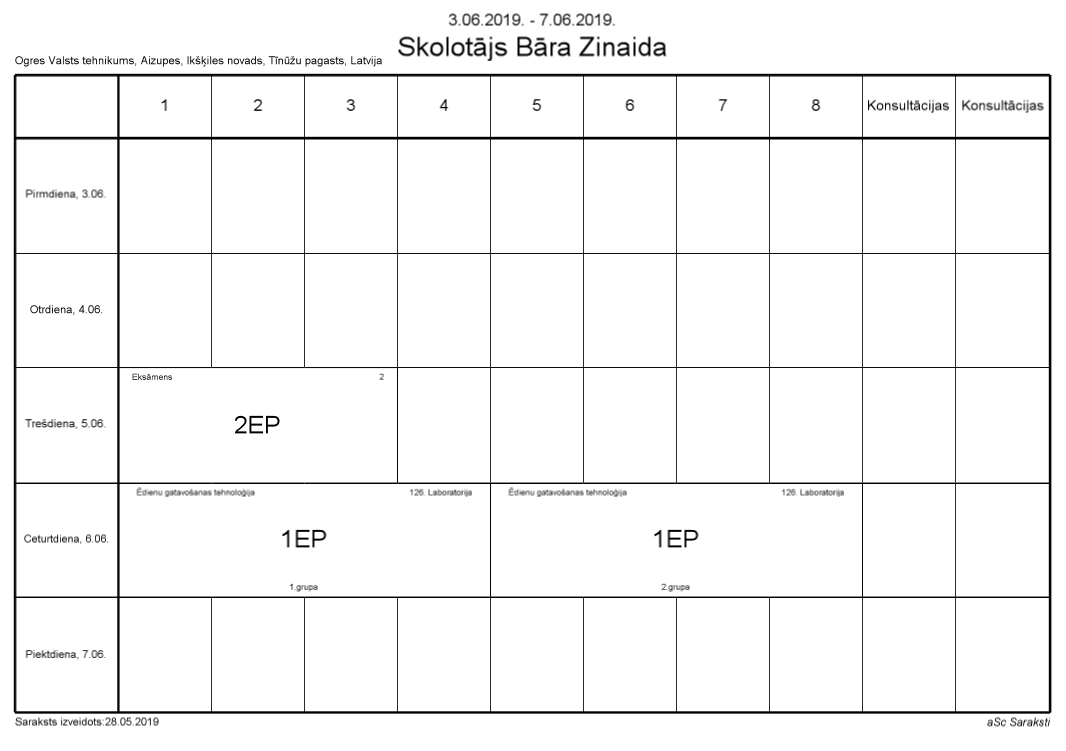 3.06.2019. - 7.06.2019.
Skolotājs Bāra Zinaida
Ogres Valsts tehnikums, Aizupes, Ikšķiles novads, Tīnūžu pagasts, Latvija
1 2 3 4 5 6 7 8 Konsultācijas Konsultācijas
Pirmdiena, 3.06.
Otrdiena, 4.06.
Eksāmens 2
Trešdiena, 5.06. 2EP
Ēdienu gatavošanas tehnoloģija 126. Laboratorija Ēdienu gatavošanas tehnoloģija 126. Laboratorija
Ceturtdiena, 6.06. 1EP 1EP
1.grupa 2.grupa
Piektdiena, 7.06.
Saraksts izveidots:28.05.2019 aSc Saraksti